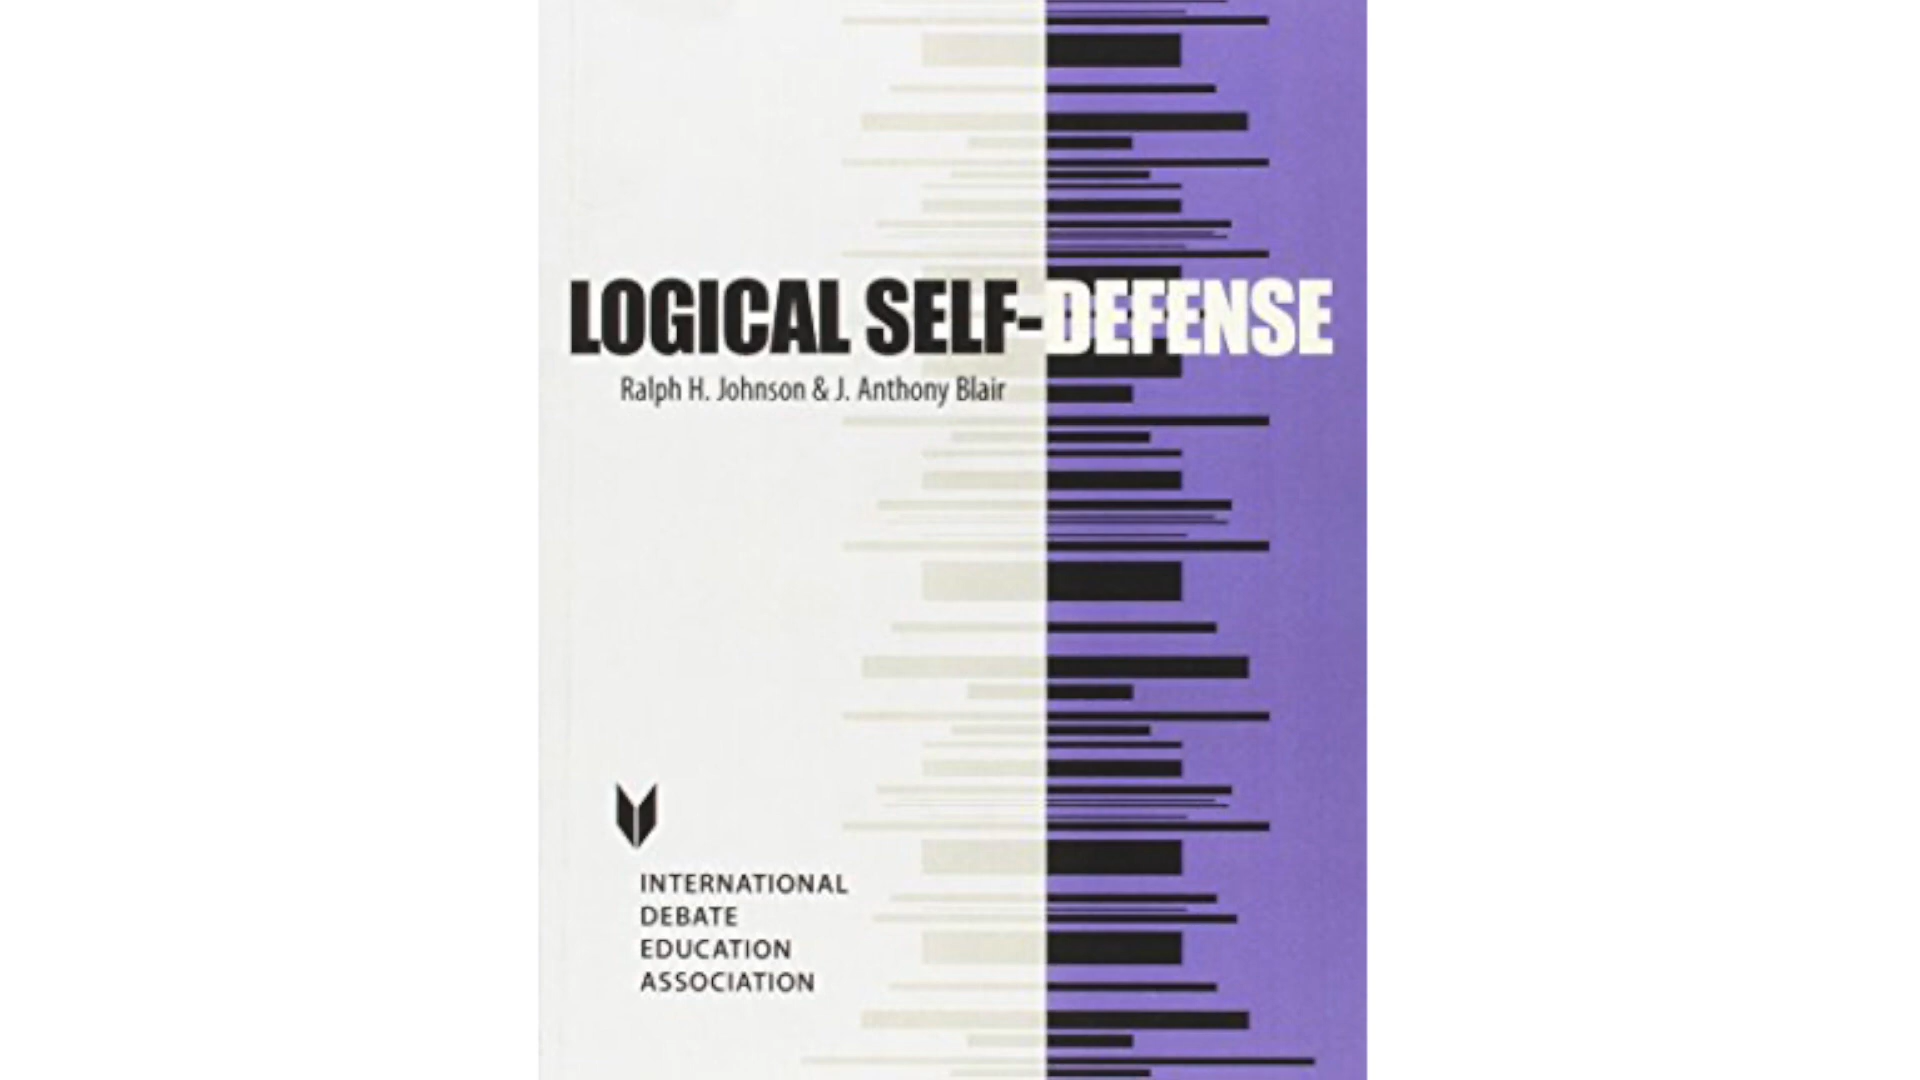 LOGICAL SELF-DEFENSE
Ralph H. Johnson & J. Anthony Blair
INTERNATIONAL
DEBATE
EDUCATION
ASSOCIATION